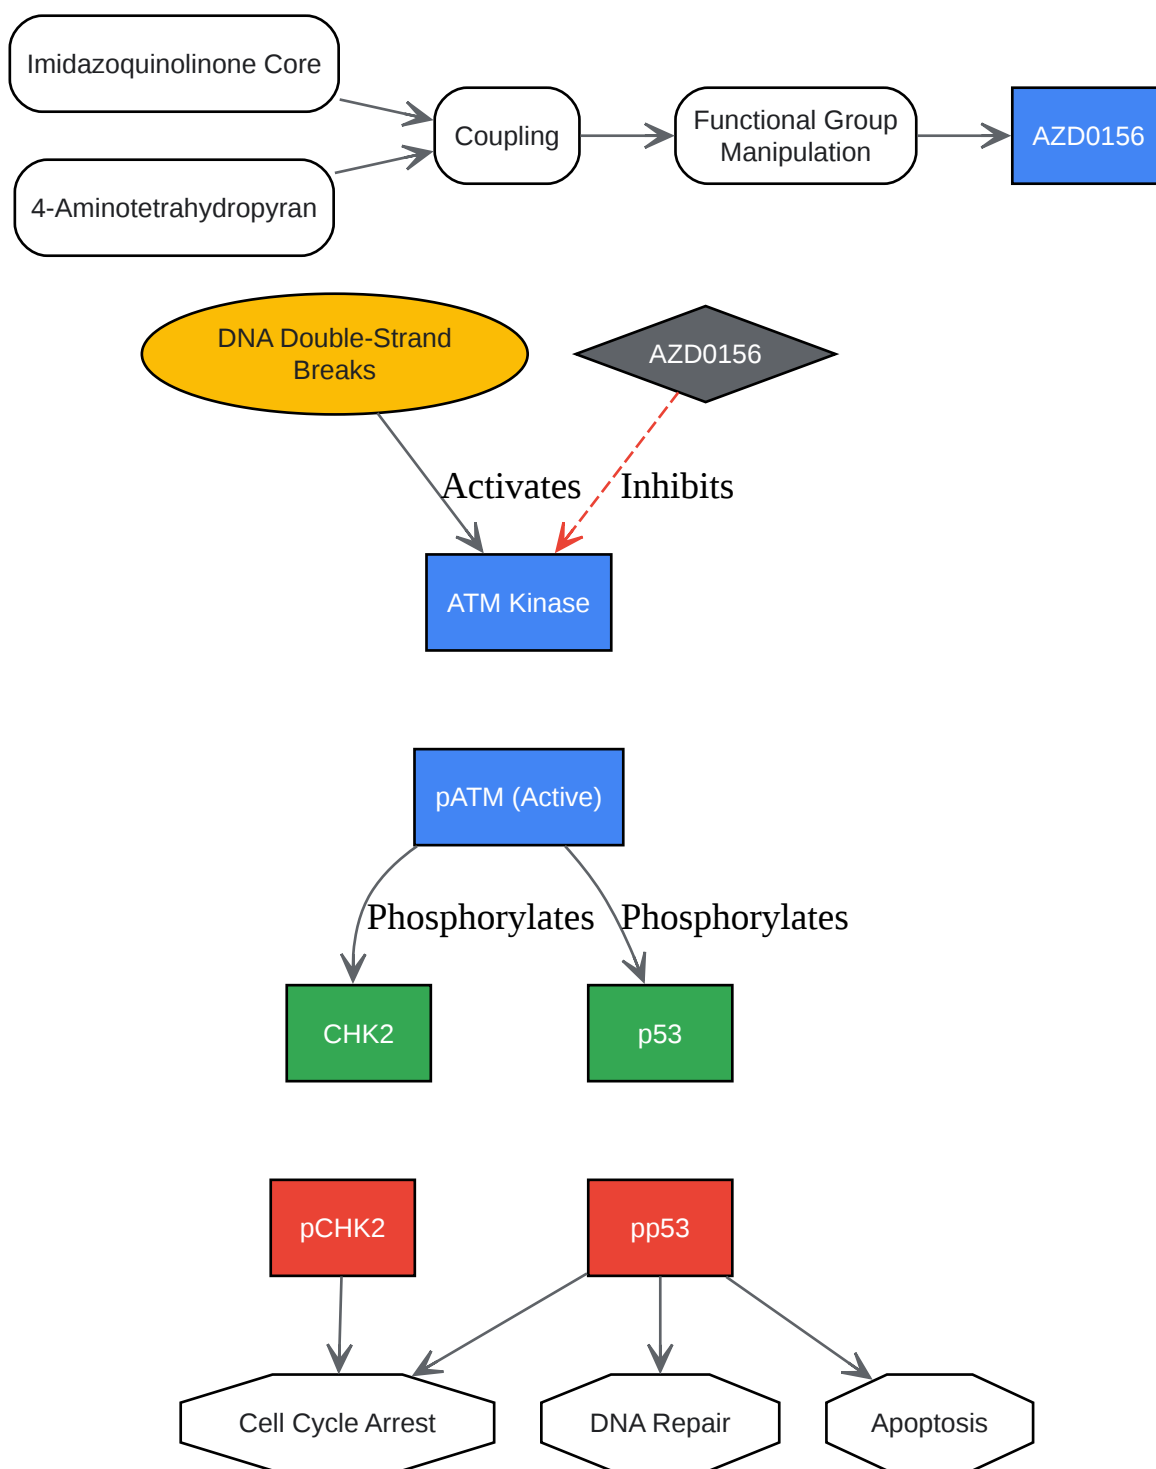 Imidazoquinolinone Core
4-Aminotetrahydropyran
Coupling
Functional Group
Manipulation
AZD0156
DNA Double-Strand
Breaks
AZD0156
Activates
Inhibits
ATM Kinase
pATM (Active)
Phosphorylates
Phosphorylates
CHK2
p53
pCHK2
pp53
Cell Cycle Arrest
DNA Repair
Apoptosis